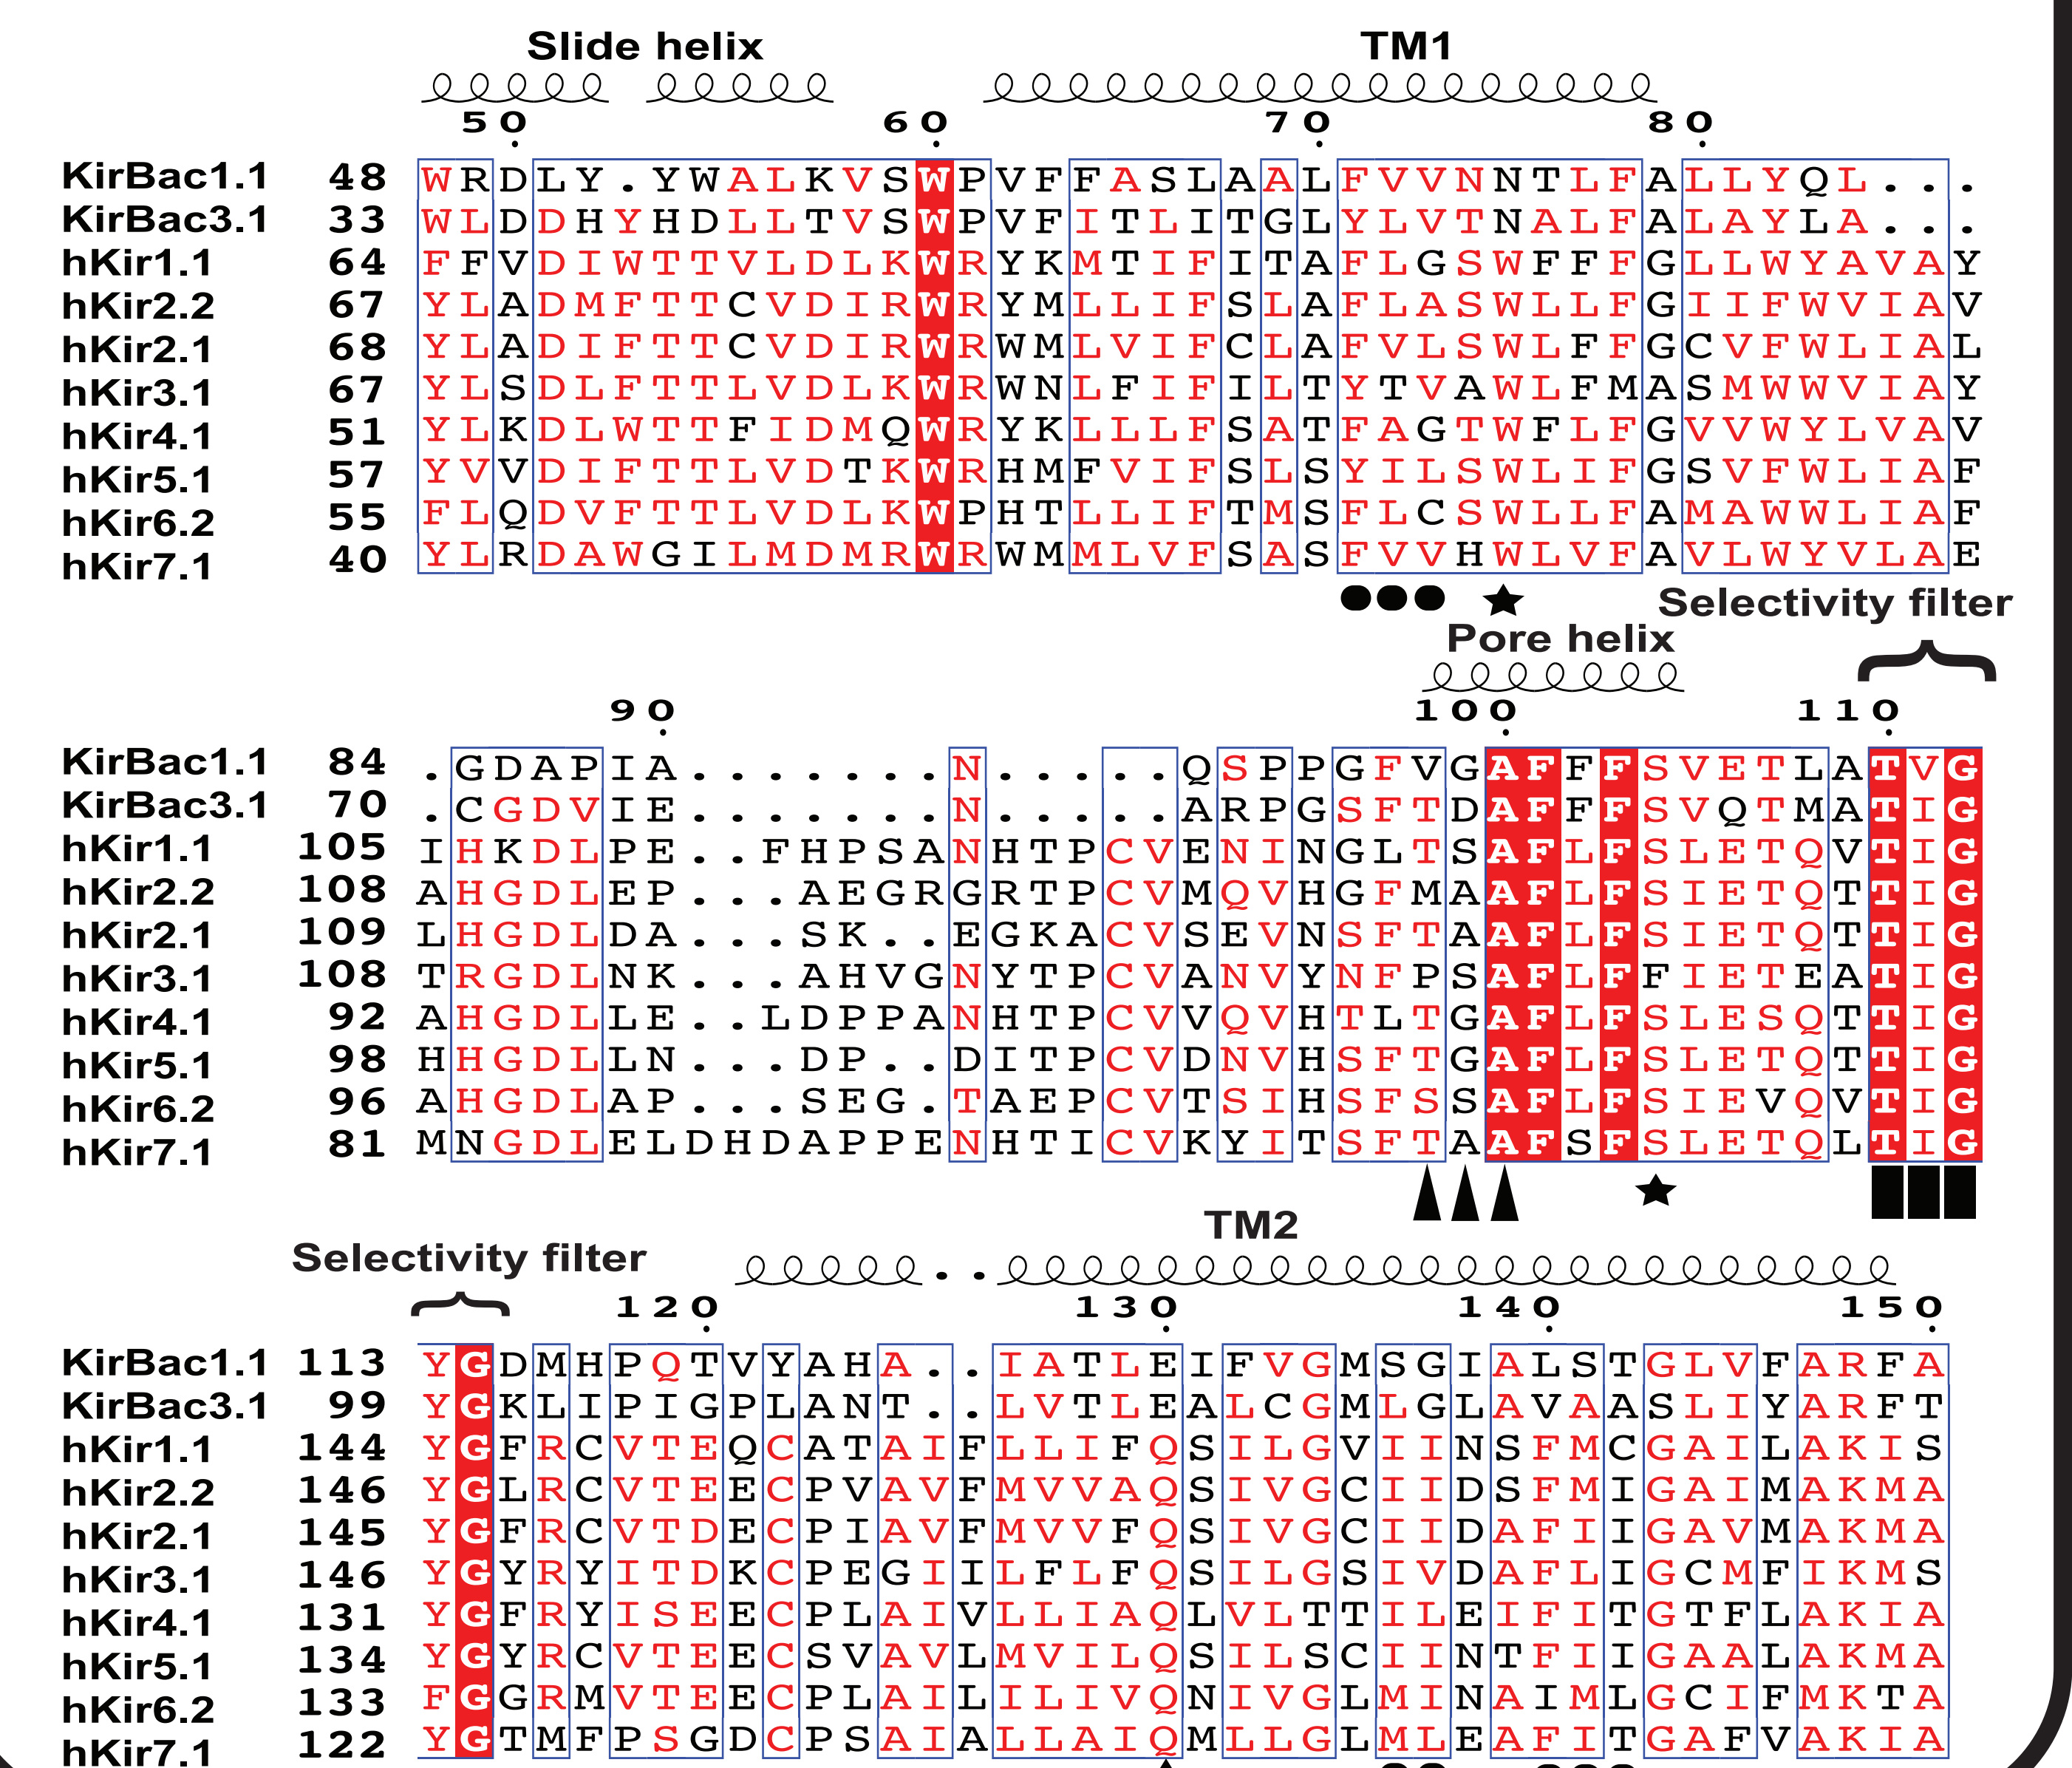 Slide helix TM1
50 60 70 80
KirBac1.1 48 WRDLY.YWALKVSWPVFFASLAALFVVNNTLFALLYQL...
KirBac3.1 33 WLDDHYHDLLTVSWPVFITLITGLYLVTNALFALAYLA...
hKir1.1 64 FFVDIWTTVLDLKWRYKMTIFITAFLGSWFFFGLLWYAVAY
hKir2.2 67 YLADMFTTCVDIRWRYMLLIFSLAFLASWLLFGIIFWVIAV
hKir2.1 68 YLADIFTTCVDIRWRWMLVIFCLAFVLSWLFFGCVFWLIAL
hKir3.1 67 YLSDLFTTLVDLKWRWNLFIFILTYTVAWLFMASMWWVIAY
hKir4.1 51 YLKDLWTTFIDMQWRYKLLLFSATFAGTWFLFGVVWYLVAV
hKir5.1 57 YVVDIFTTLVDTKWRHMFVIFSLSYILSWLIFGSVFWLIAF
hKir6.2 55 FLQDVFTTLVDLKWPHTLLIFTMSFLCSWLLFAMAWWLIAF
hKir7.1 40 YLRDAWGILMDMRWRWMMLVFSASFVVHWLVFAVLWYVLAE
Selectivity filter
Pore helix
90 100 110
KirBac1.1 84 .GDAPIA.......N.....QSPPGFVGAFFFSVETLATVG
KirBac3.1 70 .CGDVIE.......N.....ARPGSFTDAFFFSVQTMATIG
hKir1.1 105 IHKDLPE..FHPSANHTPCVENINGLTSAFLFSLETQVTIG
hKir2.2 108 AHGDLEP...AEGRGRTPCVMQVHGFMAAFLFSIETQTTIG
hKir2.1 109 LHGDLDA...SK..EGKACVSEVNSFTAAFLFSIETQTTIG
hKir3.1 108 TRGDLNK...AHVGNYTPCVANVYNFPSAFLFFIETEATIG
hKir4.1 92 AHGDLLE..LDPPANHTPCVVQVHTLTGAFLFSLESQTTIG
hKir5.1 98 HHGDLLN...DP..DITPCVDNVHSFTGAFLFSLETQTTIG
hKir6.2 96 AHGDLAP...SEG.TAEPCVTSIHSFSSAFLFSIEVQVTIG
hKir7.1 81 MNGDLELDHDAPPENHTICVKYITSFTAAFSFSLETQLTIG
TM2
Selectivity filter
120 130 140 150
KirBac1.1 113 YGDMHPQTVYAHA..IATLEIFVGMSGIALSTGLVFARFA
KirBac3.1 99 YGKLIPIGPLANT..LVTLEALCGMLGLAVAASLIYARFT
hKir1.1 144 YGFRCVTEQCATAIFLLIFQSILGVIINSFMCGAILAKIS
hKir2.2 146 YGLRCVTEECPVAVFMVVAQSIVGCIIDSFMIGAIMAKMA
hKir2.1 145 YGFRCVTDECPIAVFMVVFQSIVGCIIDAFIIGAVMAKMA
hKir3.1 146 YGYRYITDKCPEGIILFLFQSILGSIVDAFLIGCMFIKMS
hKir4.1 131 YGFRYISEECPLAIVLLIAQLVLTTILEIFITGTFLAKIA
hKir5.1 134 YGYRCVTEECSVAVLMVILQSILSCIINTFIIGAALAKMA
hKir6.2 133 FGGRMVTEECPLAILILIVQNIVGLMINAIMLGCIFMKTA
hKir7.1 122 YGTMFPSGDCPSAIALLAIQMLLGLMLEAFITGAFVAKIA